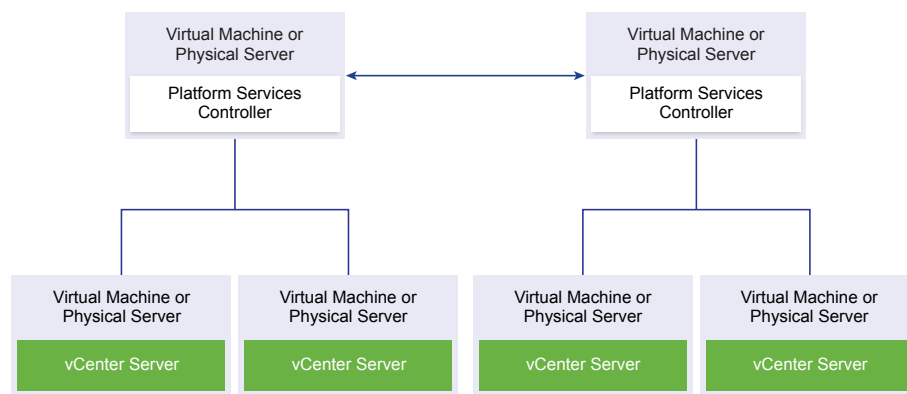 Virtual Machine or
Physical Server
Platform Services
Controller
Virtual Machine or
Physical Server
Platform Services
Controller
Virtual Machine or
Physical Server
vCenter Server
Virtual Machine or
Physical Server
vCenter Server
Virtual Machine or
Physical Server
vCenter Server
Virtual Machine or
Physical Server
vCenter Server